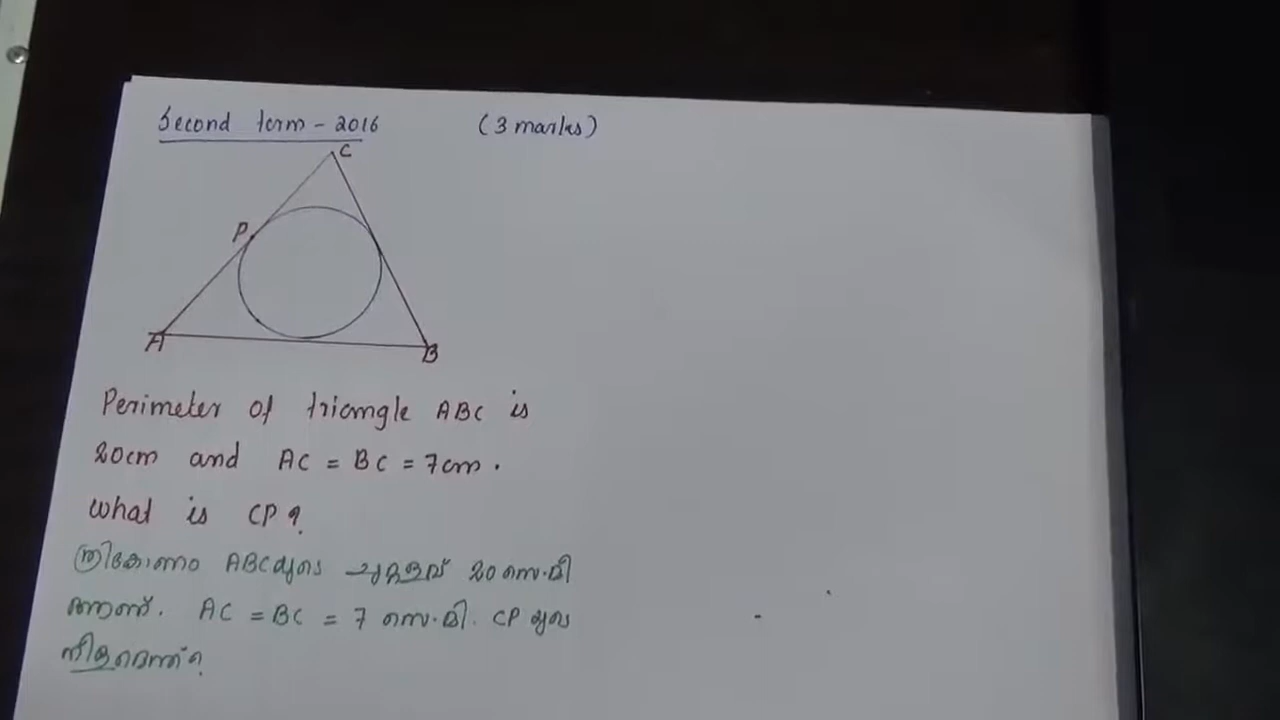 Second term - 2016 (3 marks)
C
P
A
B
Perimeter of triangle ABC is
20cm and AC = BC = 7cm.
What is CP?
ത്രികോണം ABCയുടെ ചുറ്റളവ് 20 സെ.മീ
ആണ്. AC = BC = 7 സെ.മീ. CP യുടെ
നീളമെന്ത്?